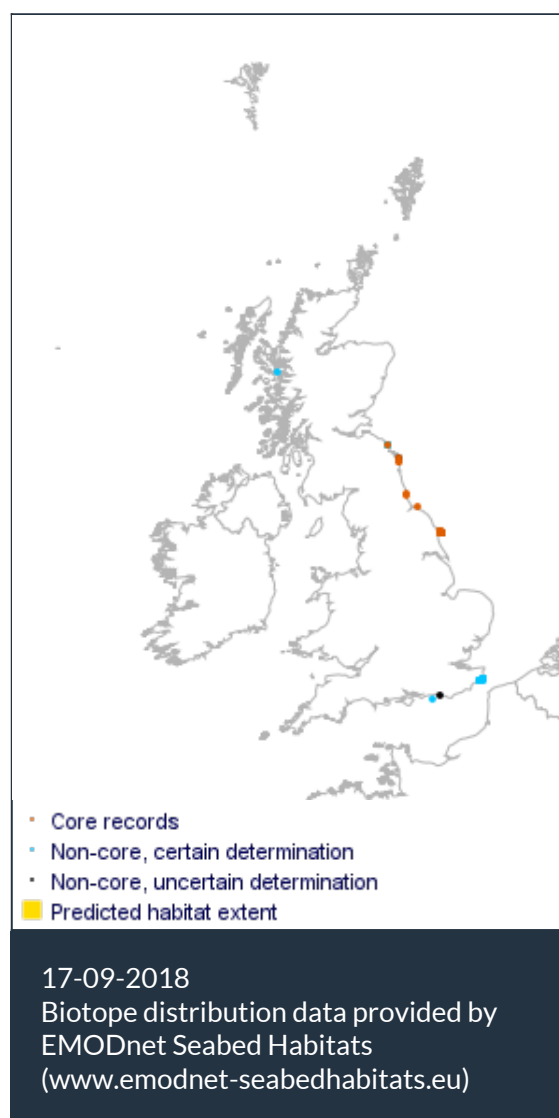 Core records
Non-core, certain determination
Non-core, uncertain determination
Predicted habitat extent
17-09-2018
Biotope distribution data provided by
EMODnet Seabed Habitats
(www.emodnet-seabedhabitats.eu)